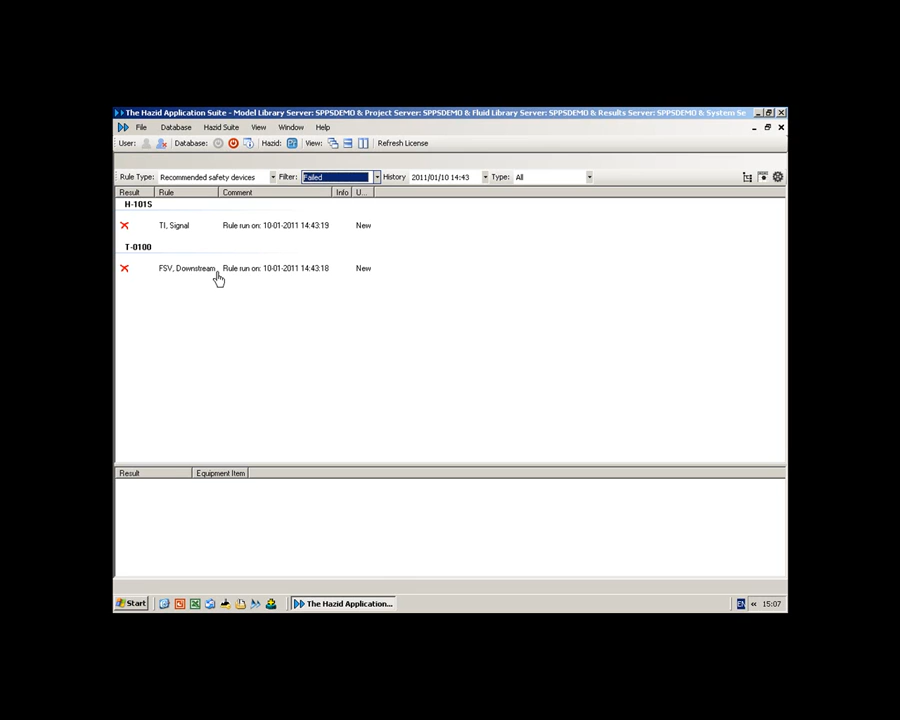 The Hazid Application Suite - Model Library Server: SPPSDEMO & Project Server: SPPSDEMO & Fluid Library Server: SPPSDEMO & Results Server: SPPSDEMO & System Se
File Database Hazid Suite View Window Help
User: Database: Hazid: View: Refresh License
Rule Type: Recommended safety devices Filter: Failed History 2011/01/10 14:43 Type: All
Result Rule Comment Info U...
H-101S
TI, Signal Rule run on: 10-01-2011 14:43:19 New
T-0100
FSV, Downstream Rule run on: 10-01-2011 14:43:18 New
Result Equipment Item
Start The Hazid Application... EN « 15:07